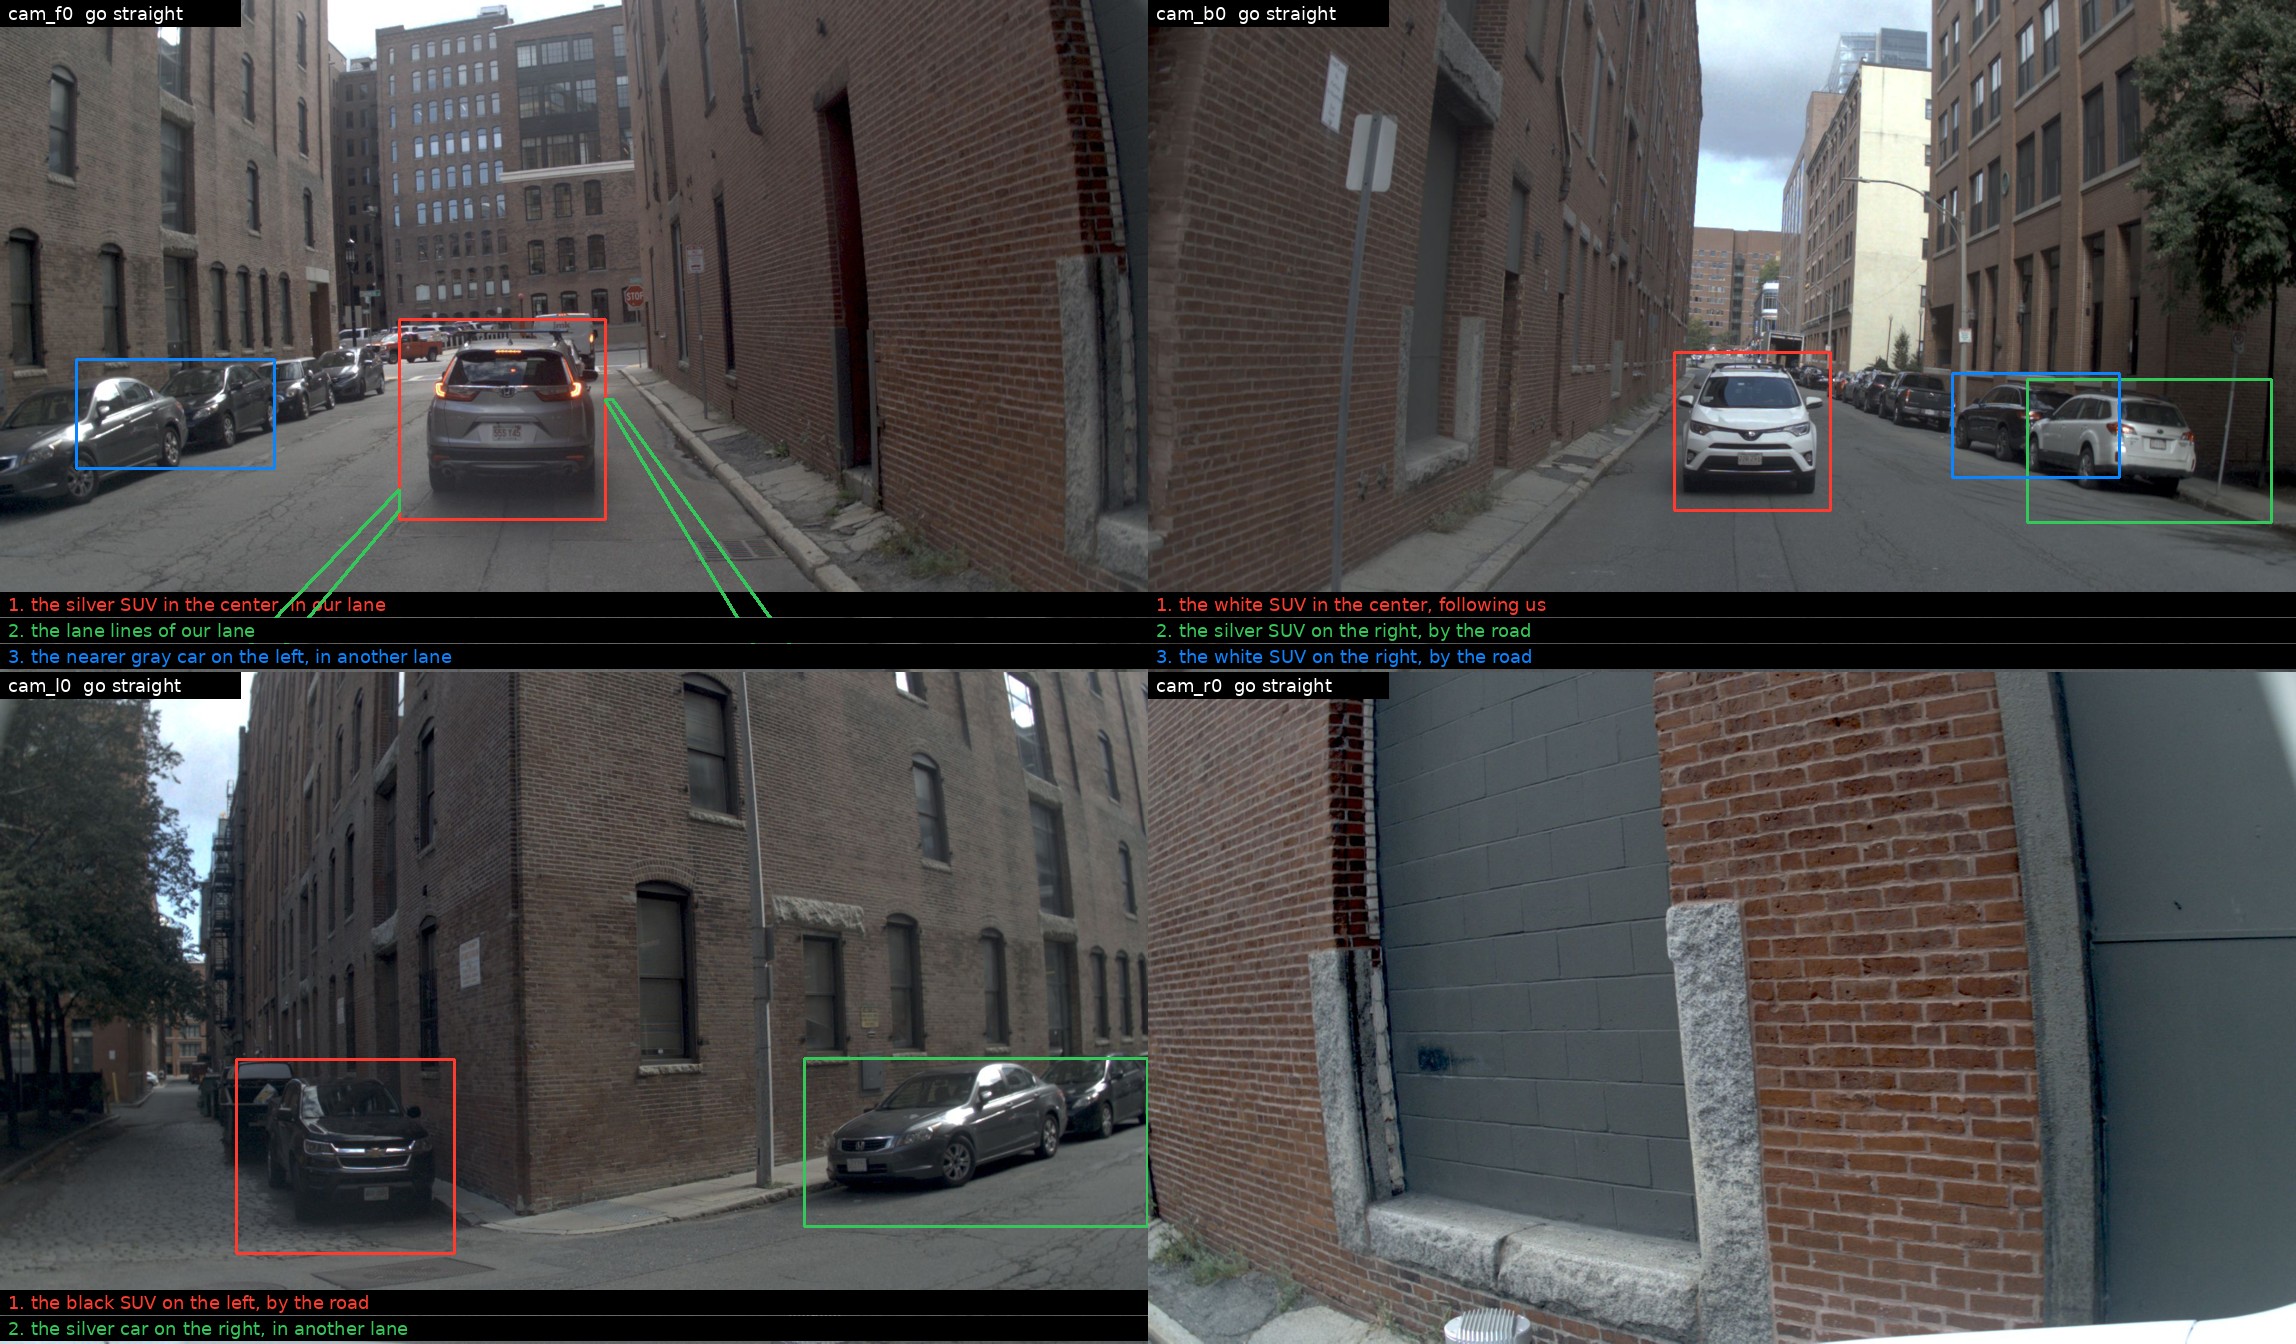 cam_f0 go straight
STOP
1. the silver SUV in the center, in our lane
2. the lane lines of our lane
3. the nearer gray car on the left, in another lane
cam_b0 go straight
1. the white SUV in the center, following us
2. the silver SUV on the right, by the road
3. the white SUV on the right, by the road
cam_l0 go straight
1. the black SUV on the left, by the road
2. the silver car on the right, in another lane
cam_r0 go straight